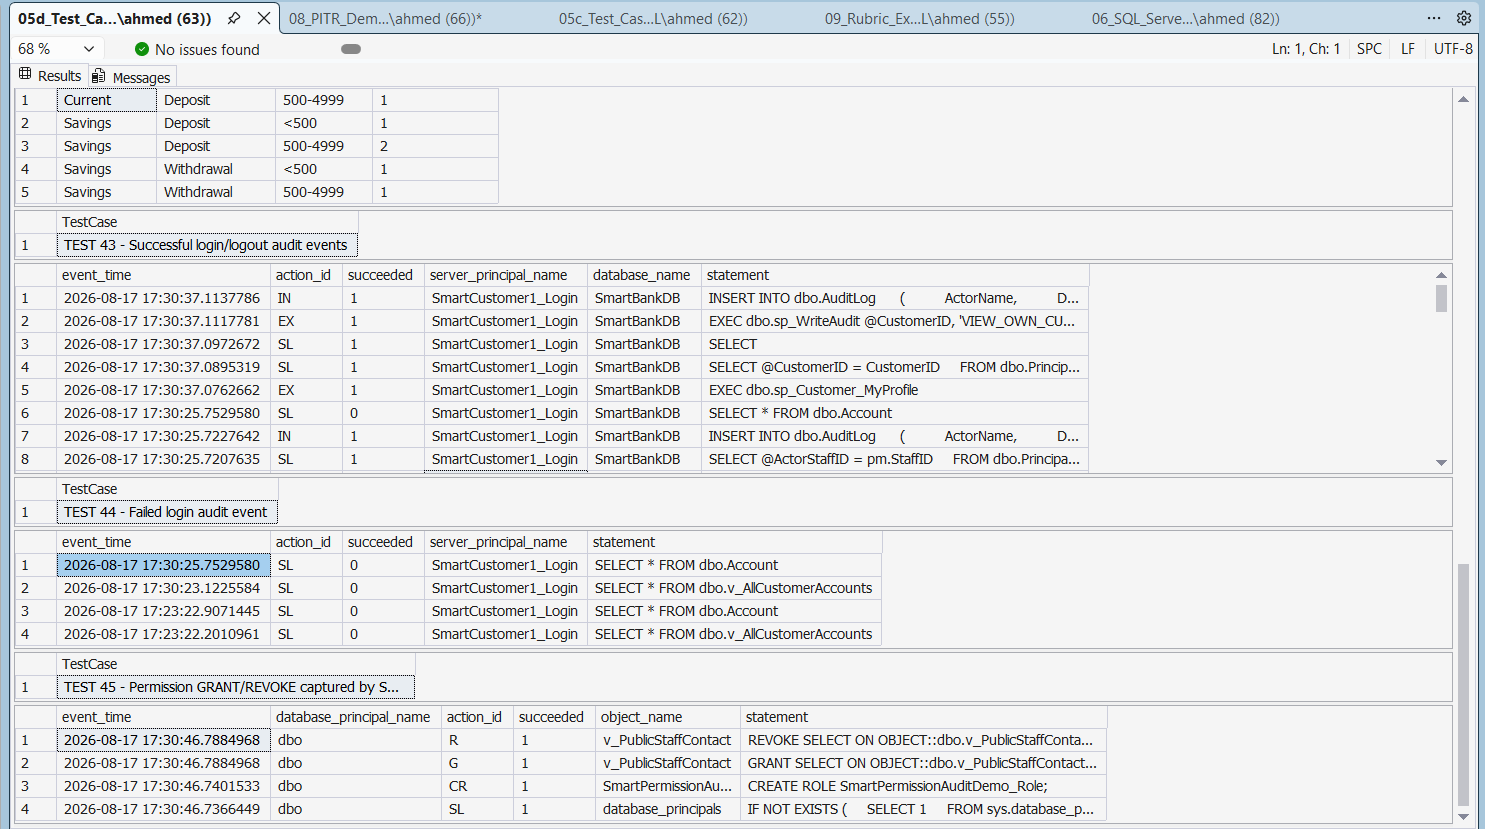 05d_Test_Ca...\ahmed (63)) 08_PITR_Dem...\ahmed (66))* 05c_Test_Cas...L\ahmed (62)) 09_Rubric_Ex...L\ahmed (55)) 06_SQL_Serve...\ahmed (82))
68 % No issues found Ln: 1, Ch: 1 SPC LF UTF-8
Results Messages
1 Current Deposit 500-4999 1
2 Savings Deposit <500 1
3 Savings Deposit 500-4999 2
4 Savings Withdrawal <500 1
5 Savings Withdrawal 500-4999 1
TestCase
1 TEST 43 - Successful login/logout audit events
event_time action_id succeeded server_principal_name database_name statement
1 2026-08-17 17:30:37.1137786 IN 1 SmartCustomer1_Login SmartBankDB INSERT INTO dbo.AuditLog ( ActorName, D...
2 2026-08-17 17:30:37.1117781 EX 1 SmartCustomer1_Login SmartBankDB EXEC dbo.sp_WriteAudit @CustomerID, 'VIEW_OWN_CU...
3 2026-08-17 17:30:37.0972672 SL 1 SmartCustomer1_Login SmartBankDB SELECT
4 2026-08-17 17:30:37.0895319 SL 1 SmartCustomer1_Login SmartBankDB SELECT @CustomerID = CustomerID FROM dbo.Princip...
5 2026-08-17 17:30:37.0762662 EX 1 SmartCustomer1_Login SmartBankDB EXEC dbo.sp_Customer_MyProfile
6 2026-08-17 17:30:25.7529580 SL 0 SmartCustomer1_Login SmartBankDB SELECT * FROM dbo.Account
7 2026-08-17 17:30:25.7227642 IN 1 SmartCustomer1_Login SmartBankDB INSERT INTO dbo.AuditLog ( ActorName, D...
8 2026-08-17 17:30:25.7207635 SL 1 SmartCustomer1_Login SmartBankDB SELECT @ActorStaffID = pm.StaffID FROM dbo.Principa...
TestCase
1 TEST 44 - Failed login audit event
event_time action_id succeeded server_principal_name statement
1 2026-08-17 17:30:25.7529580 SL 0 SmartCustomer1_Login SELECT * FROM dbo.Account
2 2026-08-17 17:30:23.1225584 SL 0 SmartCustomer1_Login SELECT * FROM dbo.v_AllCustomerAccounts
3 2026-08-17 17:23:22.9071445 SL 0 SmartCustomer1_Login SELECT * FROM dbo.Account
4 2026-08-17 17:23:22.2010961 SL 0 SmartCustomer1_Login SELECT * FROM dbo.v_AllCustomerAccounts
TestCase
1 TEST 45 - Permission GRANT/REVOKE captured by S...
event_time database_principal_name action_id succeeded object_name statement
1 2026-08-17 17:30:46.7884968 dbo R 1 v_PublicStaffContact REVOKE SELECT ON OBJECT::dbo.v_PublicStaffConta...
2 2026-08-17 17:30:46.7884968 dbo G 1 v_PublicStaffContact GRANT SELECT ON OBJECT::dbo.v_PublicStaffContact...
3 2026-08-17 17:30:46.7401533 dbo CR 1 SmartPermissionAu... CREATE ROLE SmartPermissionAuditDemo_Role;
4 2026-08-17 17:30:46.7366449 dbo SL 1 database_principals IF NOT EXISTS ( SELECT 1 FROM sys.database_p...